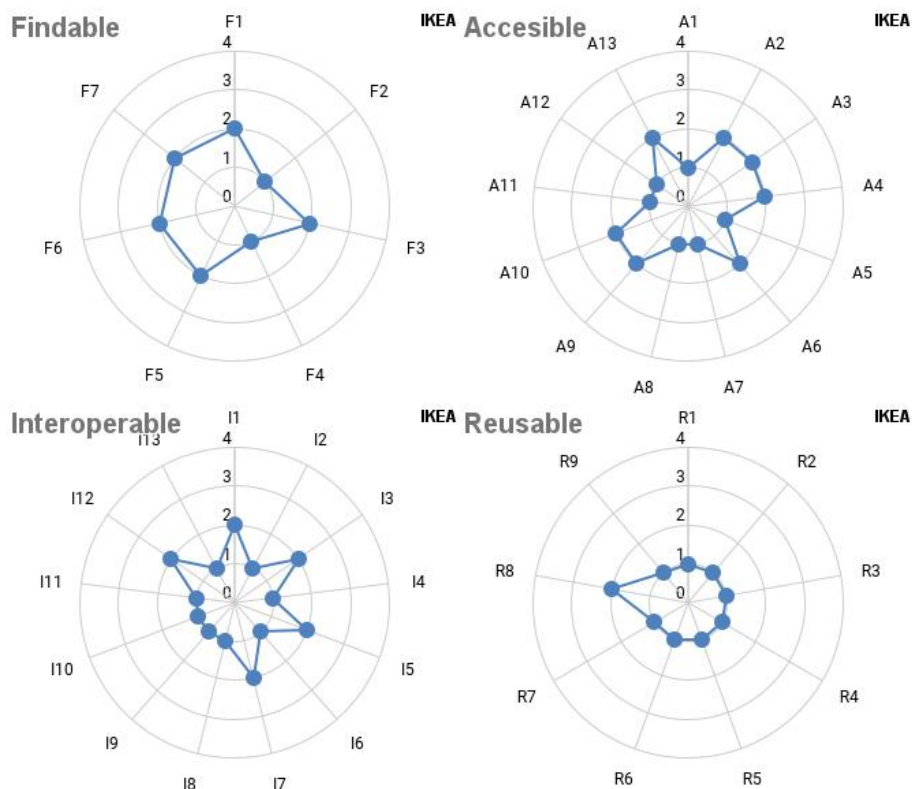 Findable
IKEA
F1
F2
F3
F4
F5
F6
F7
4
3
2
1
0
Accesible
IKEA
A1
A2
A3
A4
A5
A6
A7
A8
A9
A10
A11
A12
A13
4
3
2
1
0
Interoperable
IKEA
I1
I2
I3
I4
I5
I6
I7
I8
I9
I10
I11
I12
I13
4
3
2
1
0
Reusable
IKEA
R1
R2
R3
R4
R5
R6
R7
R8
R9
4
3
2
1
0